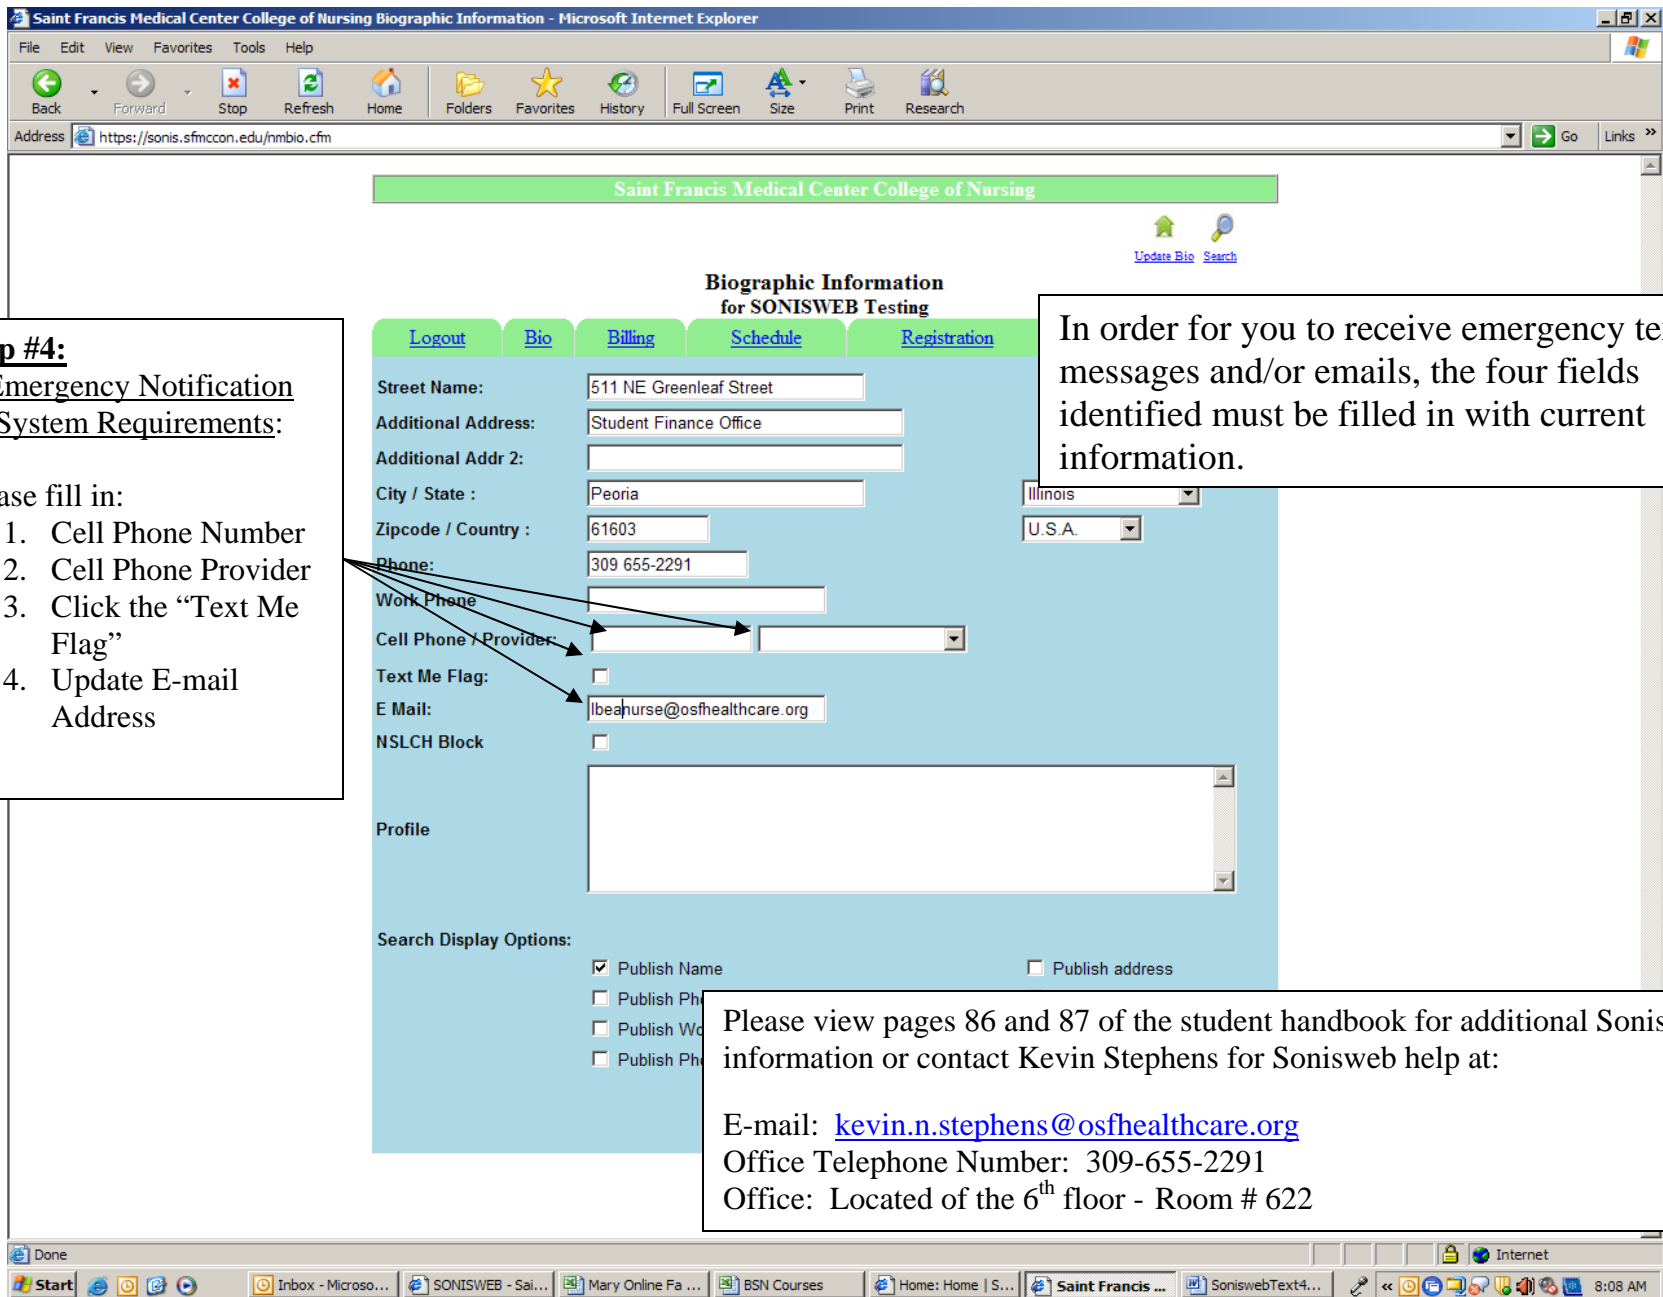 Saint Francis Medical Center College of Nursing Biographic Information - Microsoft Internet Explorer
File Edit View Favorites Tools Help
Back Forward Stop Refresh Home Folders Favorites History Full Screen Size Print Research
Address https://sonis.sfmccon.edu/nmbio.cfm Go Links »
Saint Francis Medical Center College of Nursing
Update Bio Search
Biographic Information
for SONISWEB Testing
Logout Bio Billing Schedule Registration
In order for you to receive emergency te
messages and/or emails, the four fields
identified must be filled in with current
information.
p #4:
Emergency Notification
System Requirements:
ase fill in:
1. Cell Phone Number
2. Cell Phone Provider
3. Click the “Text Me
Flag”
4. Update E-mail
Address
Street Name: 511 NE Greenleaf Street
Additional Address: Student Finance Office
Additional Addr 2:
City / State : Peoria Illinois
Zipcode / Country : 61603 U.S.A.
Phone: 309 655-2291
Work Phone
Cell Phone / Provider:
Text Me Flag:
E Mail: lbeanurse@osfhealthcare.org
NSLCH Block
Profile
Search Display Options:
Publish Name Publish address
Publish Ph
Publish Wo
Publish Ph
Please view pages 86 and 87 of the student handbook for additional Sonis
information or contact Kevin Stephens for Sonisweb help at:
E-mail: kevin.n.stephens@osfhealthcare.org
Office Telephone Number: 309-655-2291
Office: Located of the 6th floor - Room # 622
Done Internet
Start Inbox - Microso... SONISWEB - Sai... Mary Online Fa ... BSN Courses Home: Home | S... Saint Francis ... SoniswebText4... « 8:08 AM